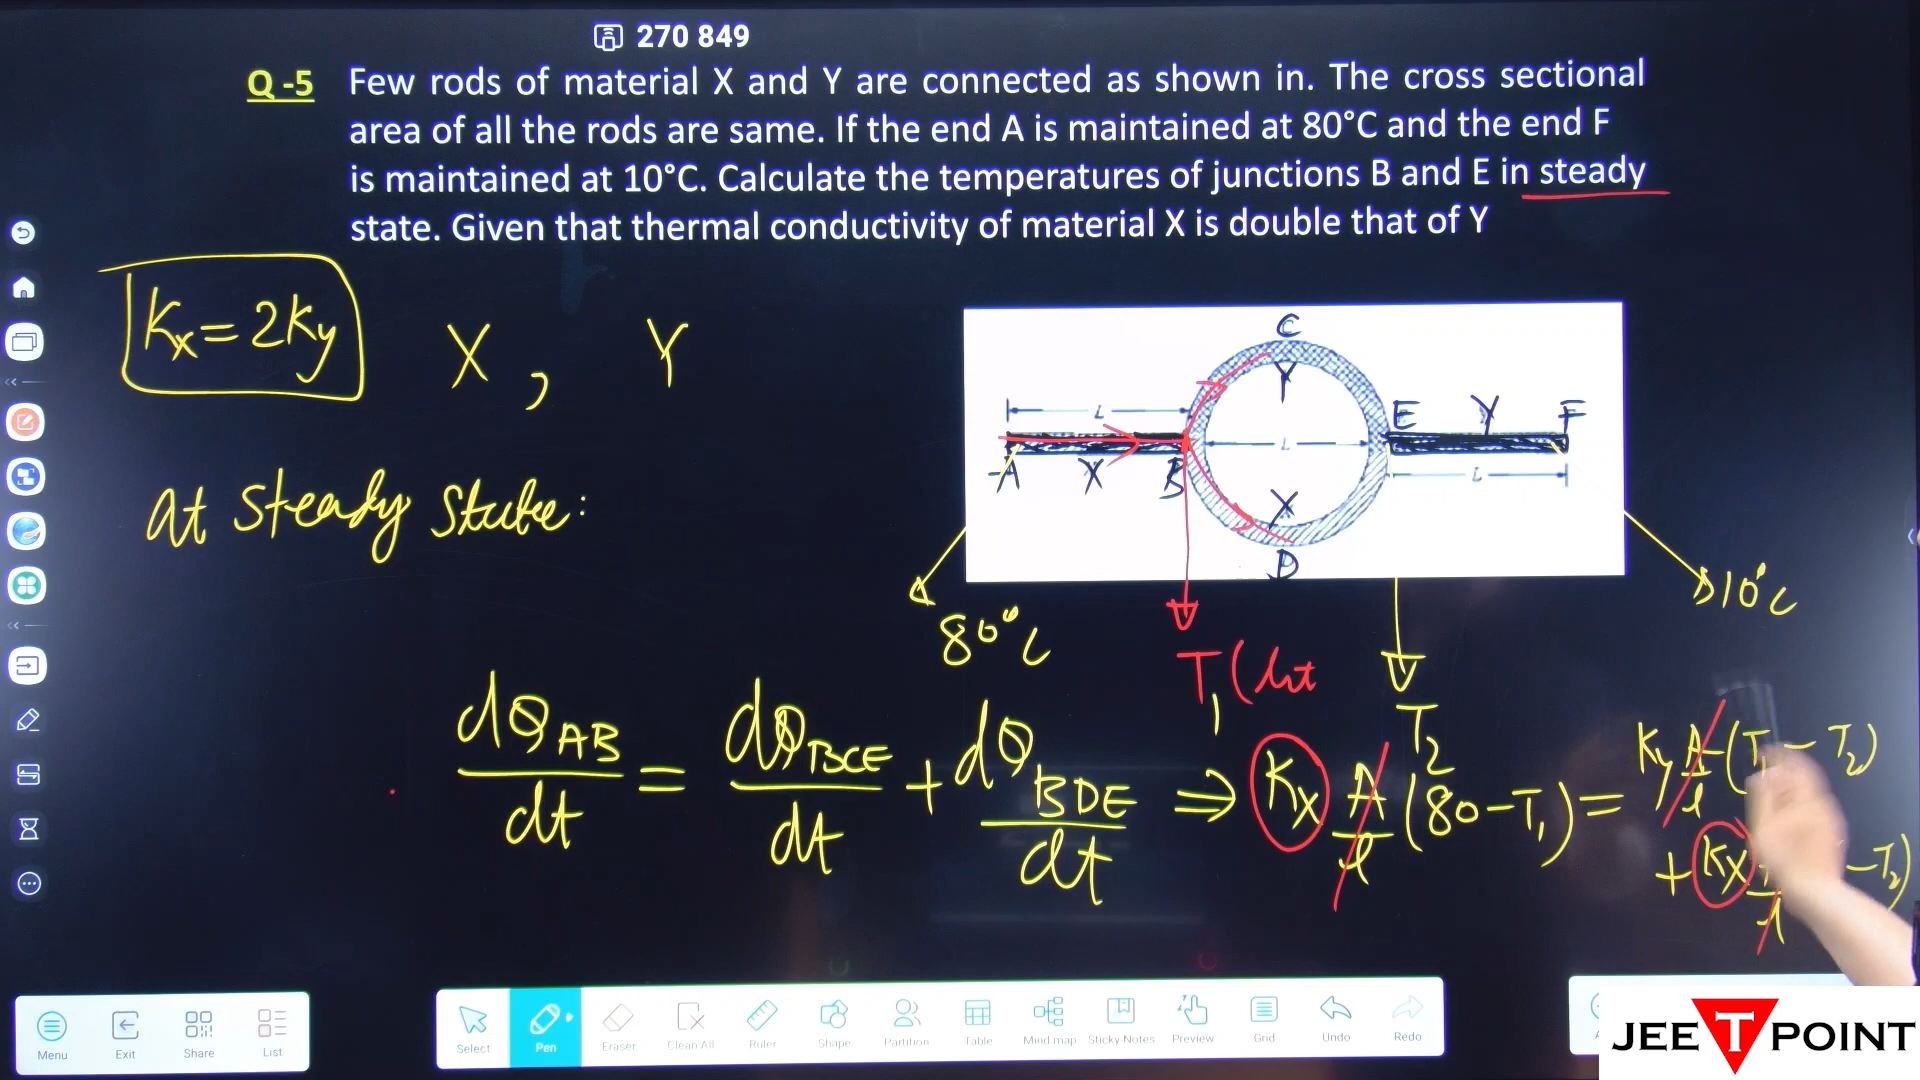 270 849
Q -5 Few rods of material X and Y are connected as shown in. The cross sectional
area of all the rods are same. If the end A is maintained at 80°C and the end F
is maintained at 10°C. Calculate the temperatures of junctions B and E in steady
state. Given that thermal conductivity of material X is double that of Y
Kx = 2Ky X , Y
C
Y
L
E Y F
L
A X B
X
L
D
at steady state:
80°C
10°C
T1 (let
T2
dQAB/dt = dQBCE/dt + dQBDE/dt ⇒ Kx A/l (80-T1) = Ky A/l (T1 - T2)
+ Kx - T2)
Menu Exit Share List
Select Pen Eraser Clean All Ruler Shape Partition Table Mind map Sticky Notes Preview Grid Undo Redo
JEE T POINT